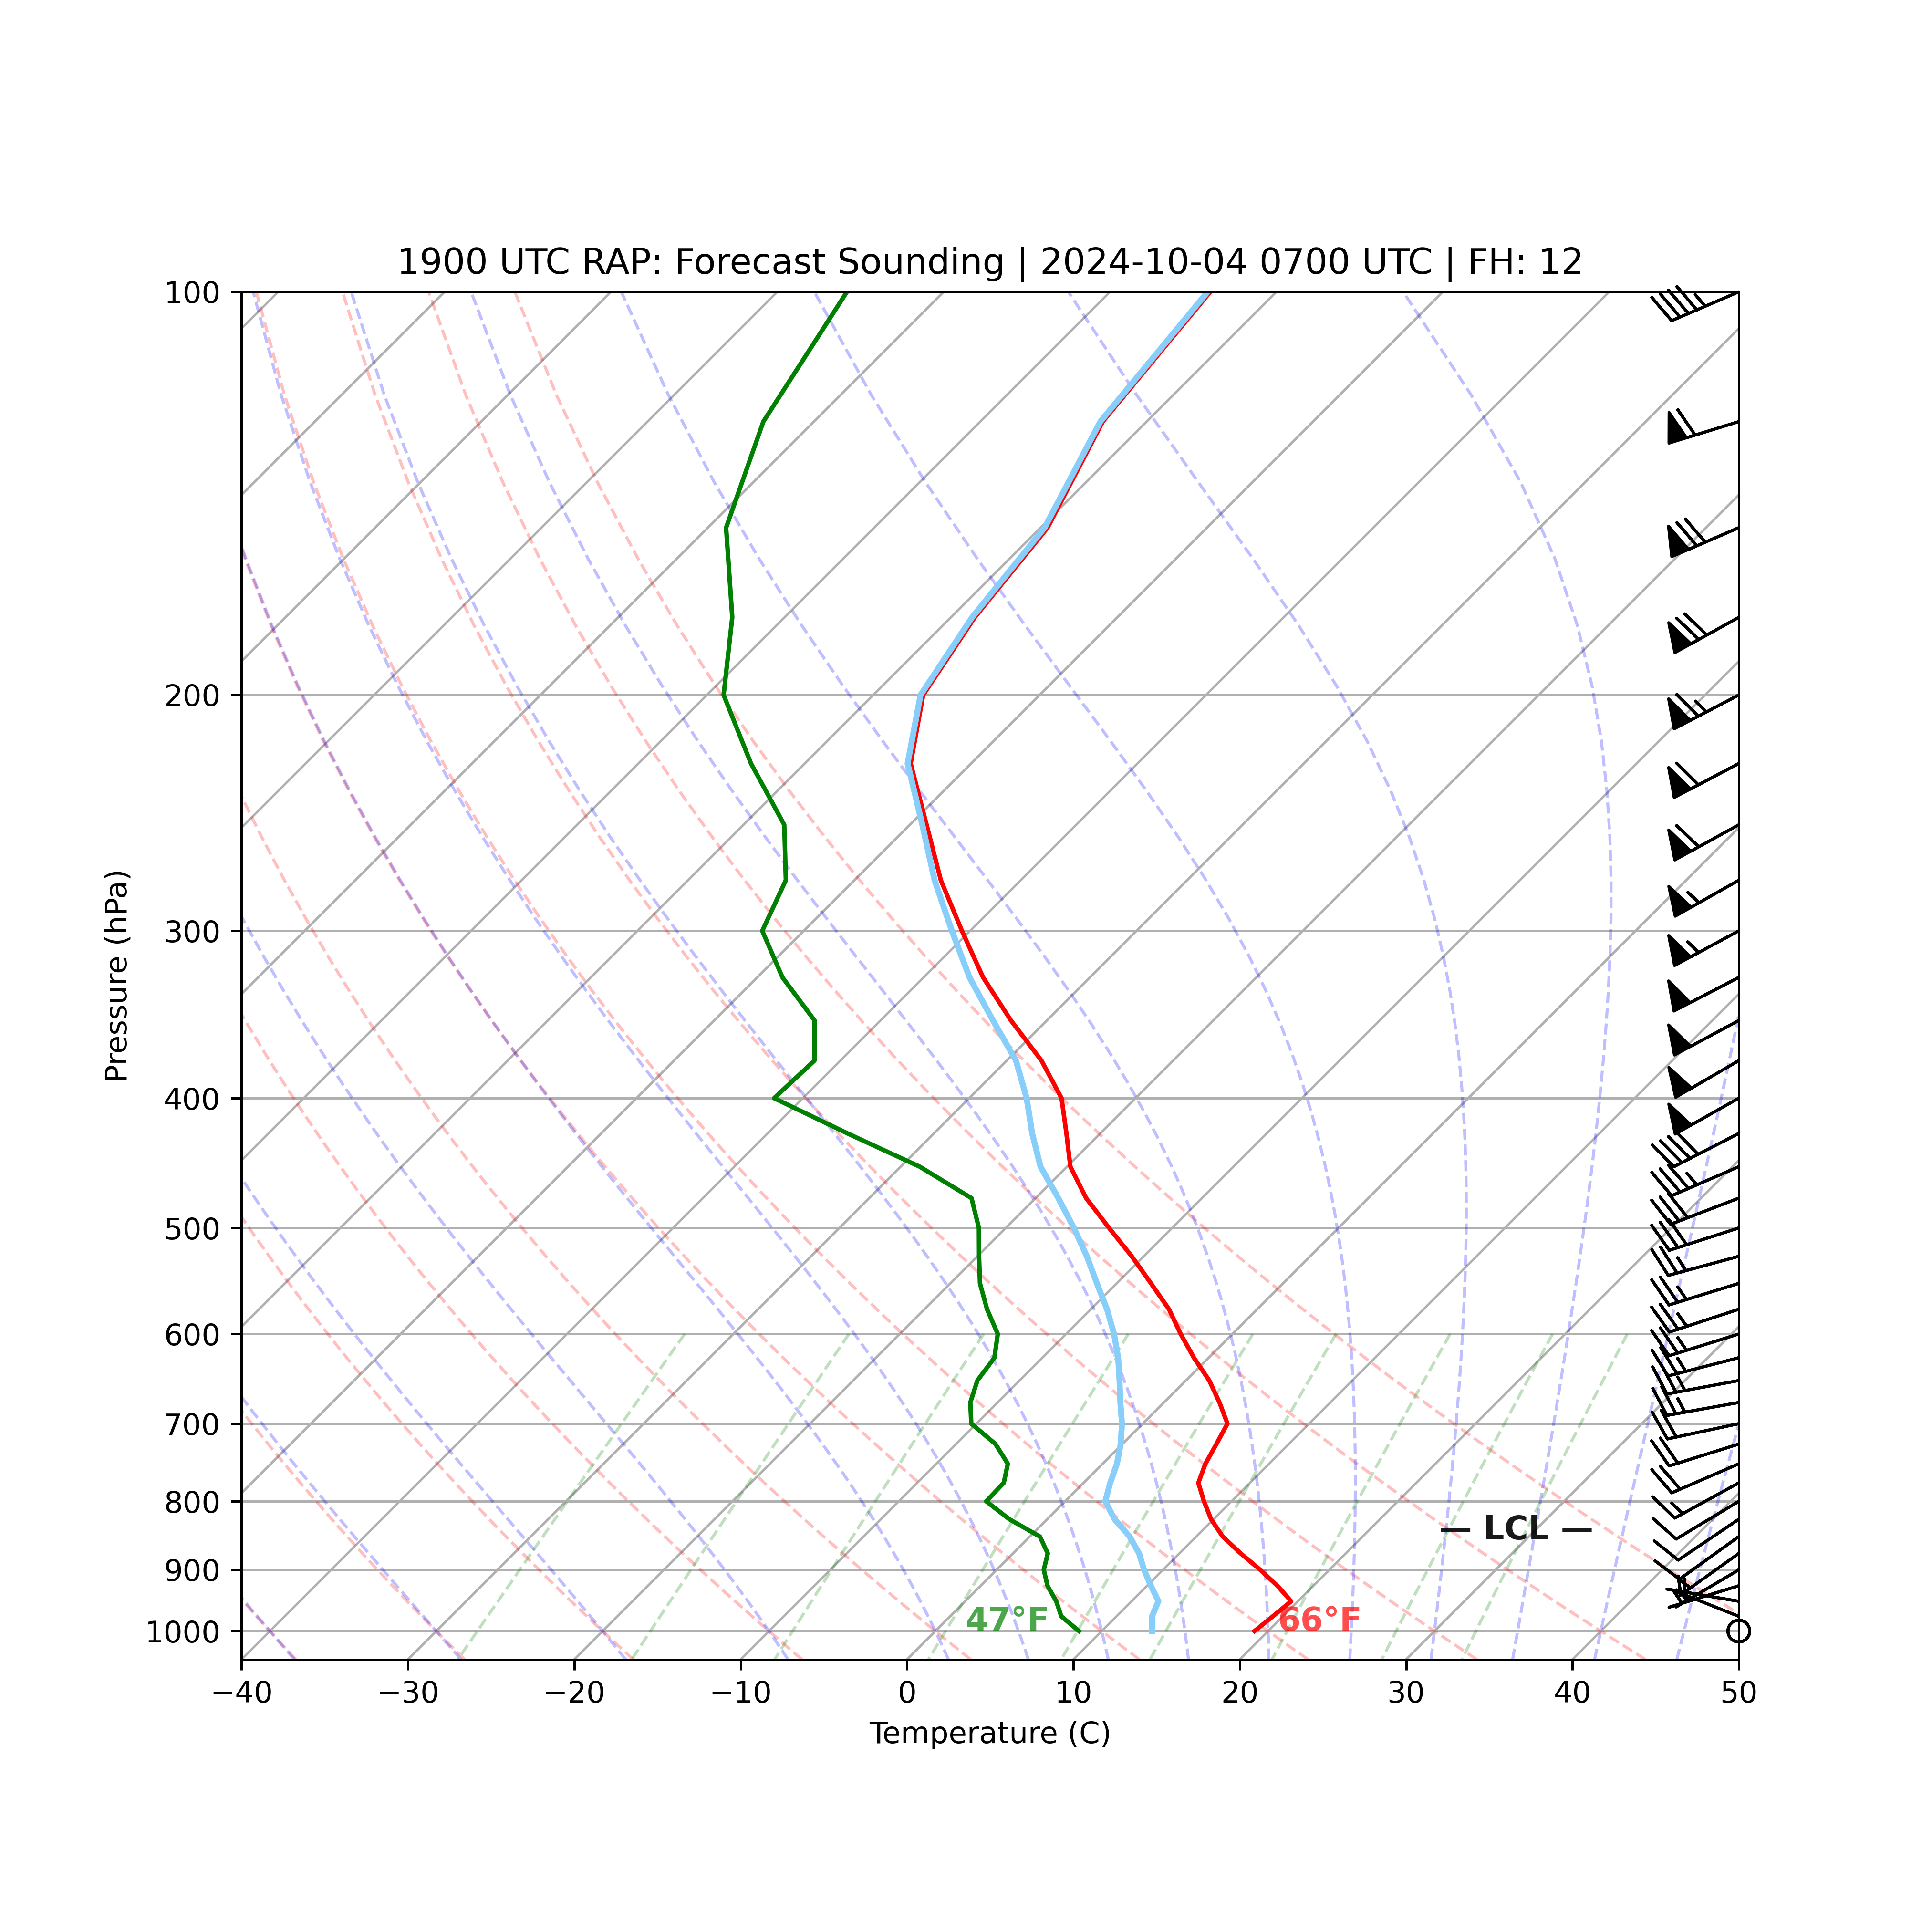 1900 UTC RAP: Forecast Sounding | 2024-10-04 0700 UTC | FH: 12
100
200
300
400
500
600
700
800
900
1000
Pressure (hPa)
— LCL —
47°F
66°F
−40 −30 −20 −10 0 10 20 30 40 50
Temperature (C)